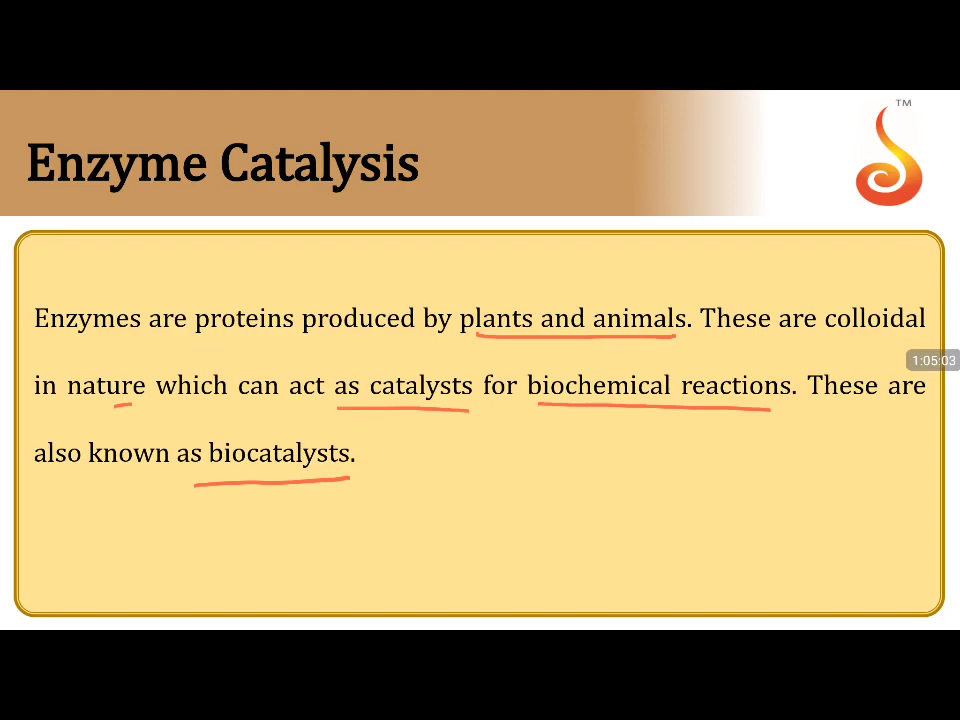 TM
Enzyme Catalysis
Enzymes are proteins produced by plants and animals. These are colloidal
1:05:03
in nature which can act as catalysts for biochemical reactions. These are
also known as biocatalysts.